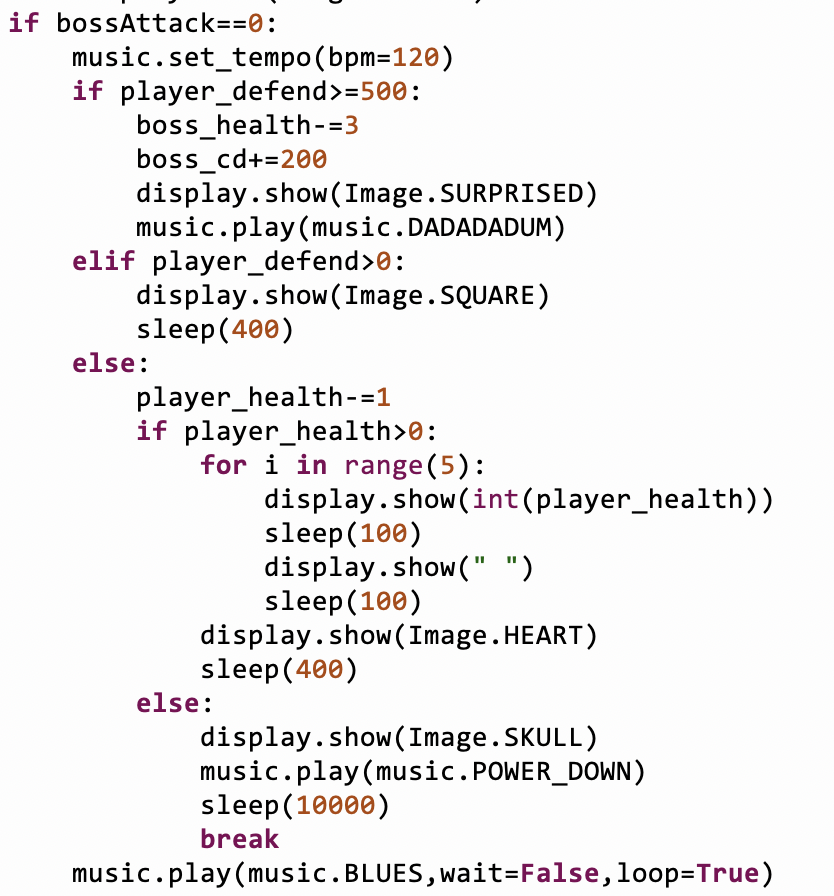 if bossAttack==0:
    music.set_tempo(bpm=120)
    if player_defend>=500:
        boss_health-=3
        boss_cd+=200
        display.show(Image.SURPRISED)
        music.play(music.DADADADUM)
    elif player_defend>0:
        display.show(Image.SQUARE)
        sleep(400)
    else:
        player_health-=1
        if player_health>0:
            for i in range(5):
                display.show(int(player_health))
                sleep(100)
                display.show(" ")
                sleep(100)
            display.show(Image.HEART)
            sleep(400)
        else:
            display.show(Image.SKULL)
            music.play(music.POWER_DOWN)
            sleep(10000)
            break
    music.play(music.BLUES,wait=False,loop=True)